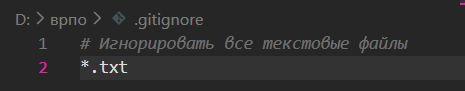 D: > врпо > .gitignore
1 # Игнорировать все текстовые файлы
2 *.txt